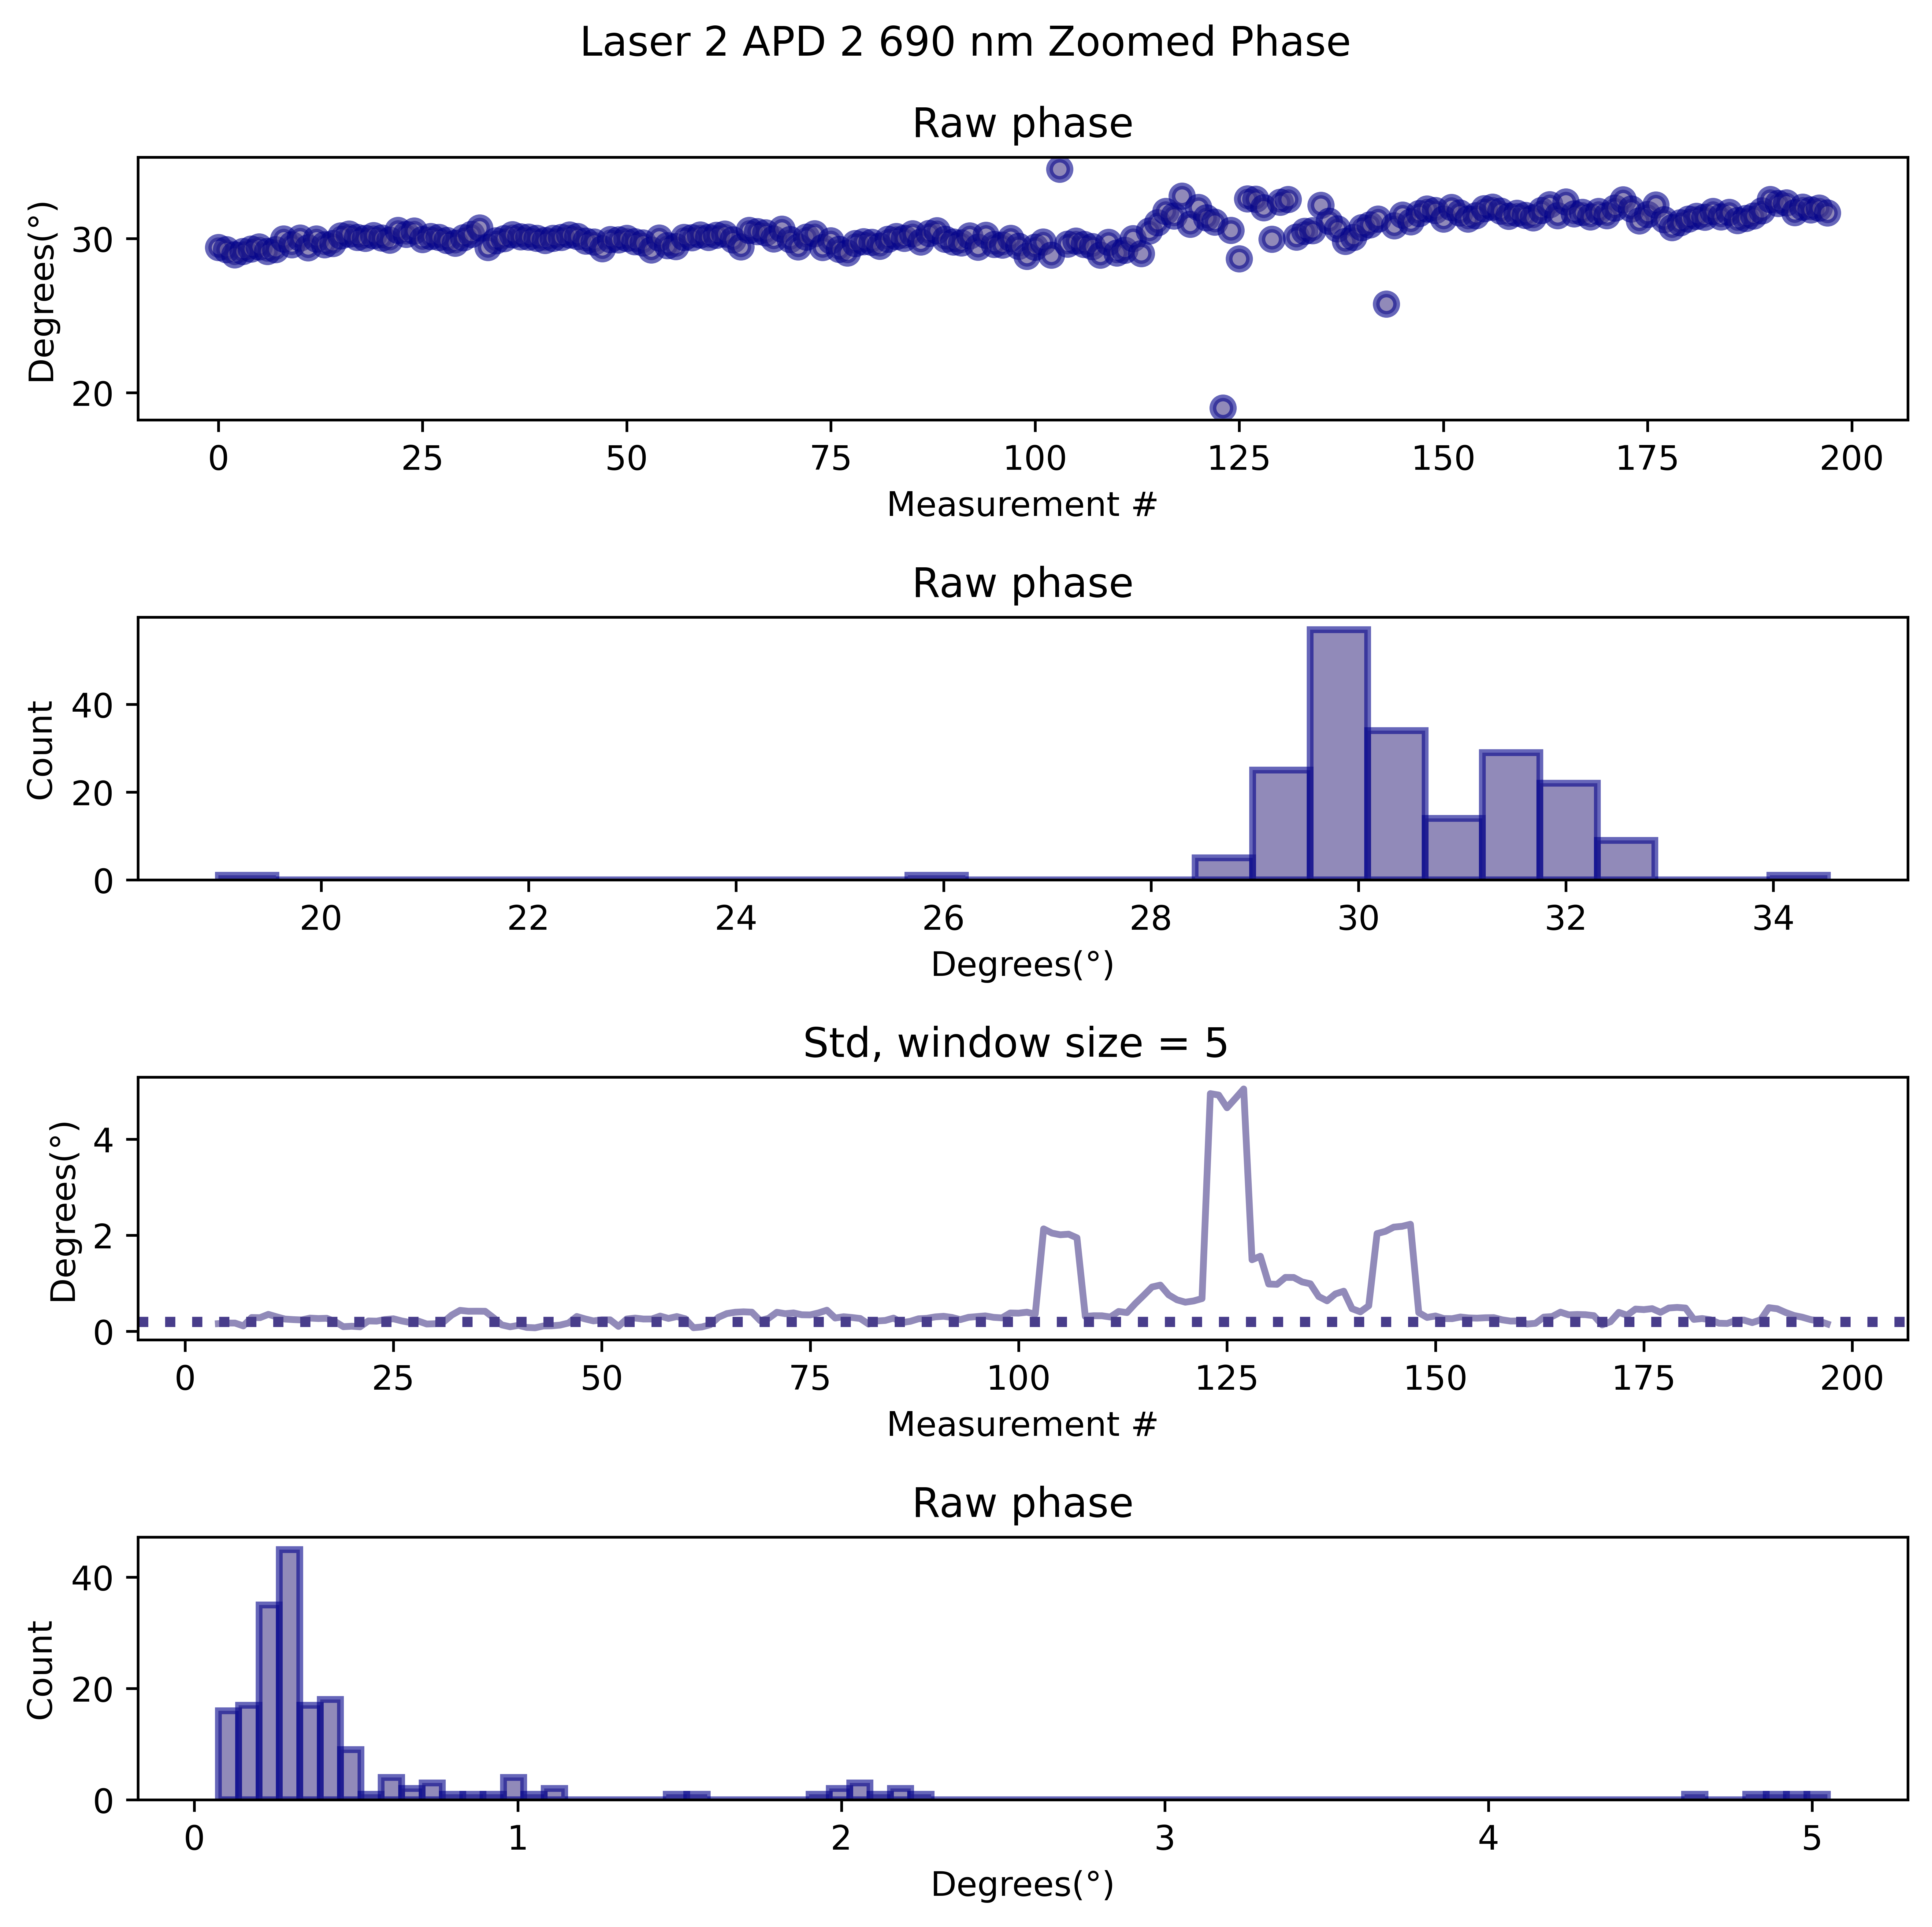 Laser 2 APD 2 690 nm Zoomed Phase
Raw phase
Degrees(°)
30
20
0 25 50 75 100 125 150 175 200
Measurement #
Raw phase
Count
40
20
0
20 22 24 26 28 30 32 34
Degrees(°)
Std, window size = 5
Degrees(°)
4
2
0
0 25 50 75 100 125 150 175 200
Measurement #
Raw phase
Count
40
20
0
0 1 2 3 4 5
Degrees(°)